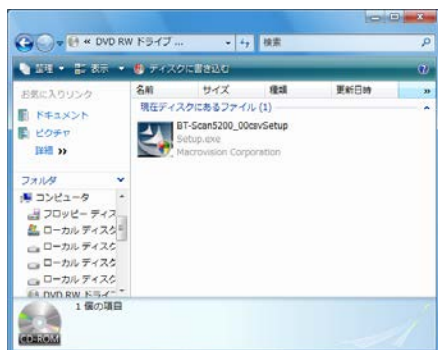 « DVD RW ドライブ ...
検索
整理 表示 ディスクに書き込む
お気に入りリンク
ドキュメント
ピクチャ
詳細 »
フォルダ
コンピュータ
フロッピー ディス
ローカル ディスク
ローカル ディスク
ローカル ディスク
ローカル ディスク
DVD RW ドライ
名前 サイズ 種類 更新日時 »
現在ディスクにあるファイル (1)
BT-Scan5200_00csvSetup
Setup.exe
Macrovision Corporation
1 個の項目
CD-ROM